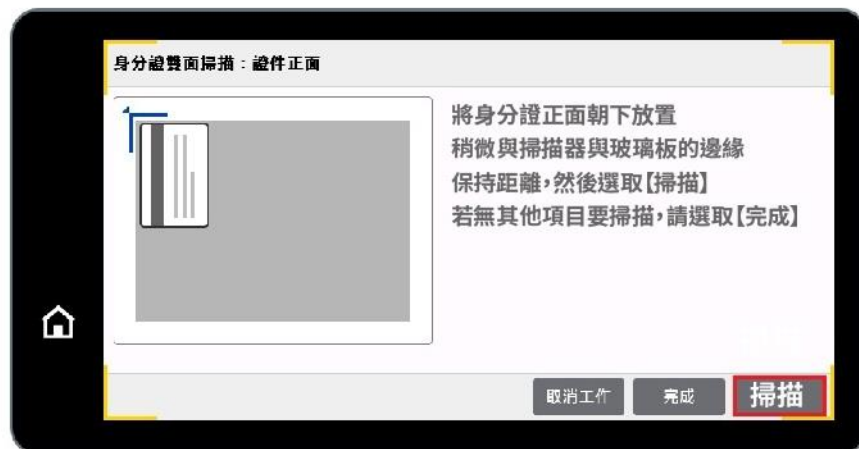 身分證雙面掃描：證件正面
將身分證正面朝下放置
稍微與掃描器與玻璃板的邊緣
保持距離，然後選取【掃描】
若無其他項目要掃描，請選取【完成】
取消工作 完成 掃描